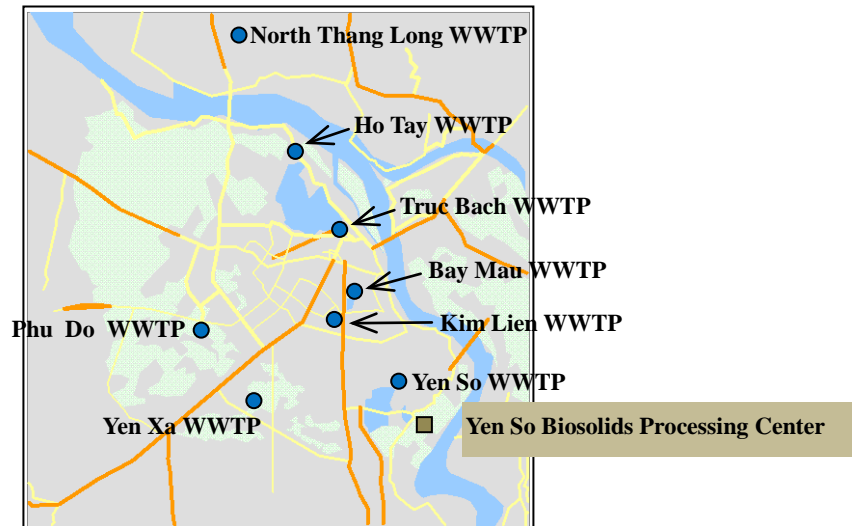 North Thang Long WWTP
Ho Tay WWTP
Truc Bach WWTP
Bay Mau WWTP
Phu Do WWTP
Kim Lien WWTP
Yen So WWTP
Yen Xa WWTP
Yen So Biosolids Processing Center